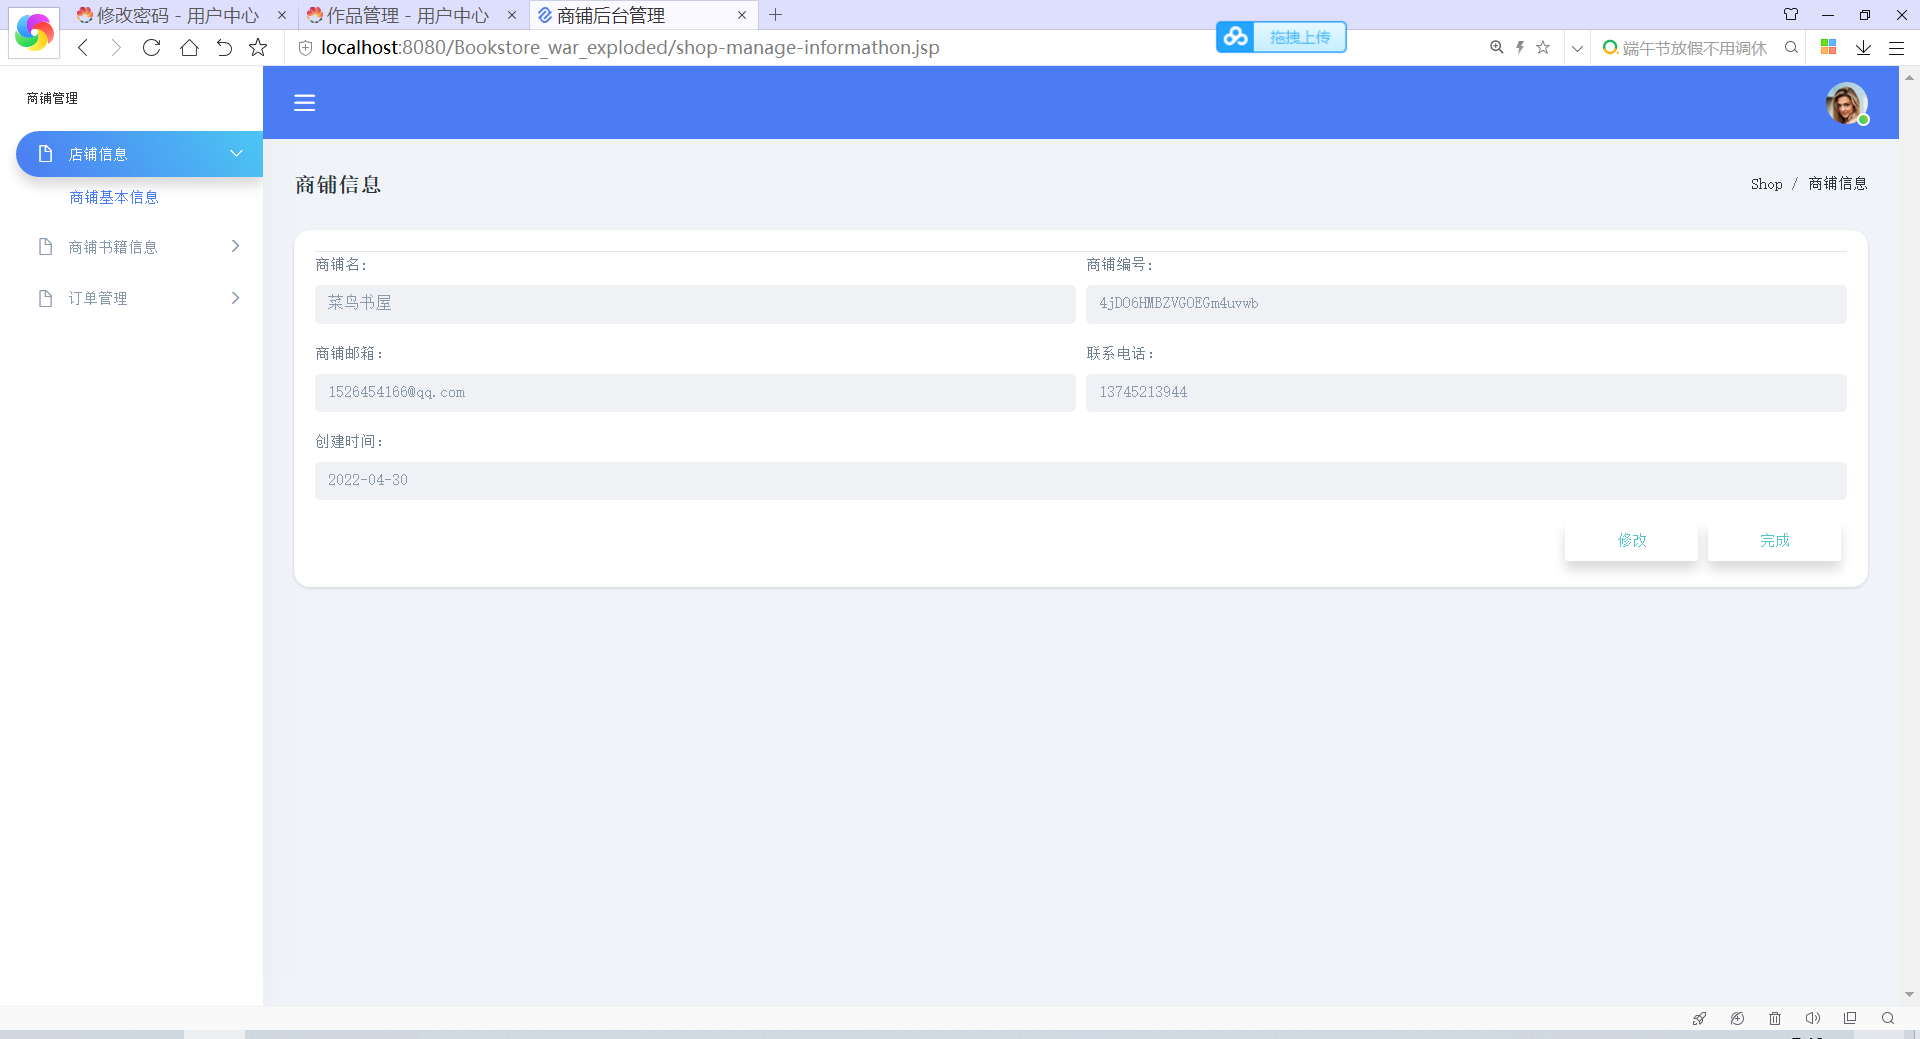 修改密码 - 用户中心
作品管理 - 用户中心
商铺后台管理
localhost:8080/Bookstore_war_exploded/shop-manage-informathon.jsp
拖拽上传
端午节放假不用调休
商铺管理
店铺信息
商铺基本信息
商铺书籍信息
订单管理
商铺信息
Shop / 商铺信息
商铺名:
商铺编号:
菜鸟书屋
4jDO6HMBZVGOEGm4uvwb
商铺邮箱:
联系电话:
1526454166@qq.com
13745213944
创建时间:
2022-04-30
修改
完成